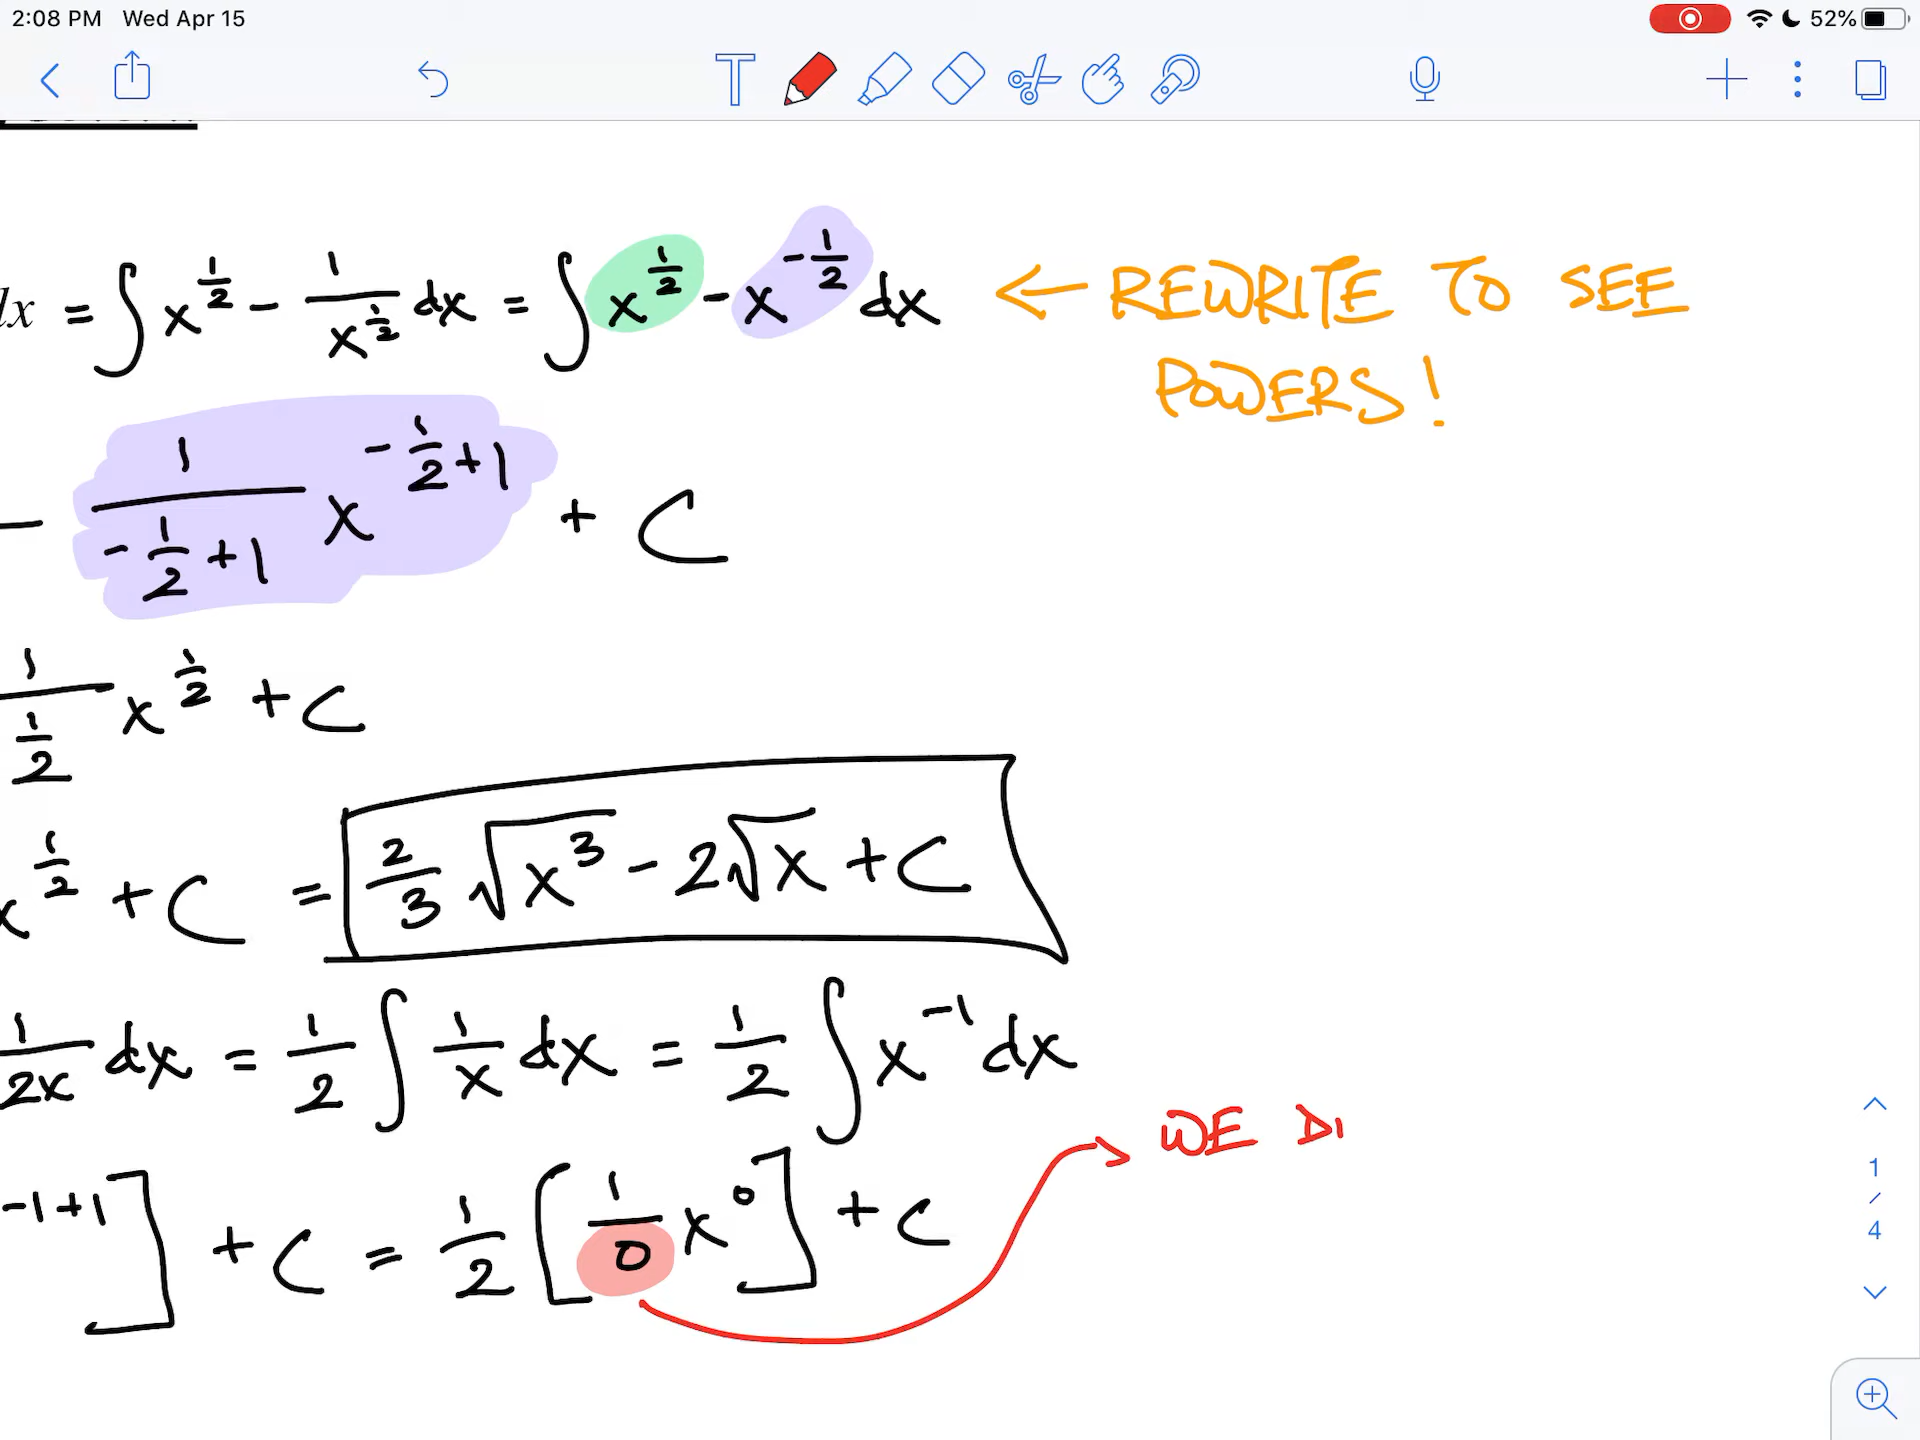 2:08 PM Wed Apr 15 52%
dx = ∫ x^{1/2} - 1/x^{1/2} dx = ∫ x^{1/2} - x^{-1/2} dx ← REWRITE TO SEE
POWERS!
- 1/(-1/2+1) x^{-1/2+1} + C
1/(1/2) x^{1/2} + C
x^{1/2} + C = 2/3 √x^3 - 2√x + C
1/2x dx = 1/2 ∫ 1/x dx = 1/2 ∫ x^{-1} dx
WE DI
-1+1 ] + C = 1/2 [ 1/0 x^0 ] + C
1
/
4